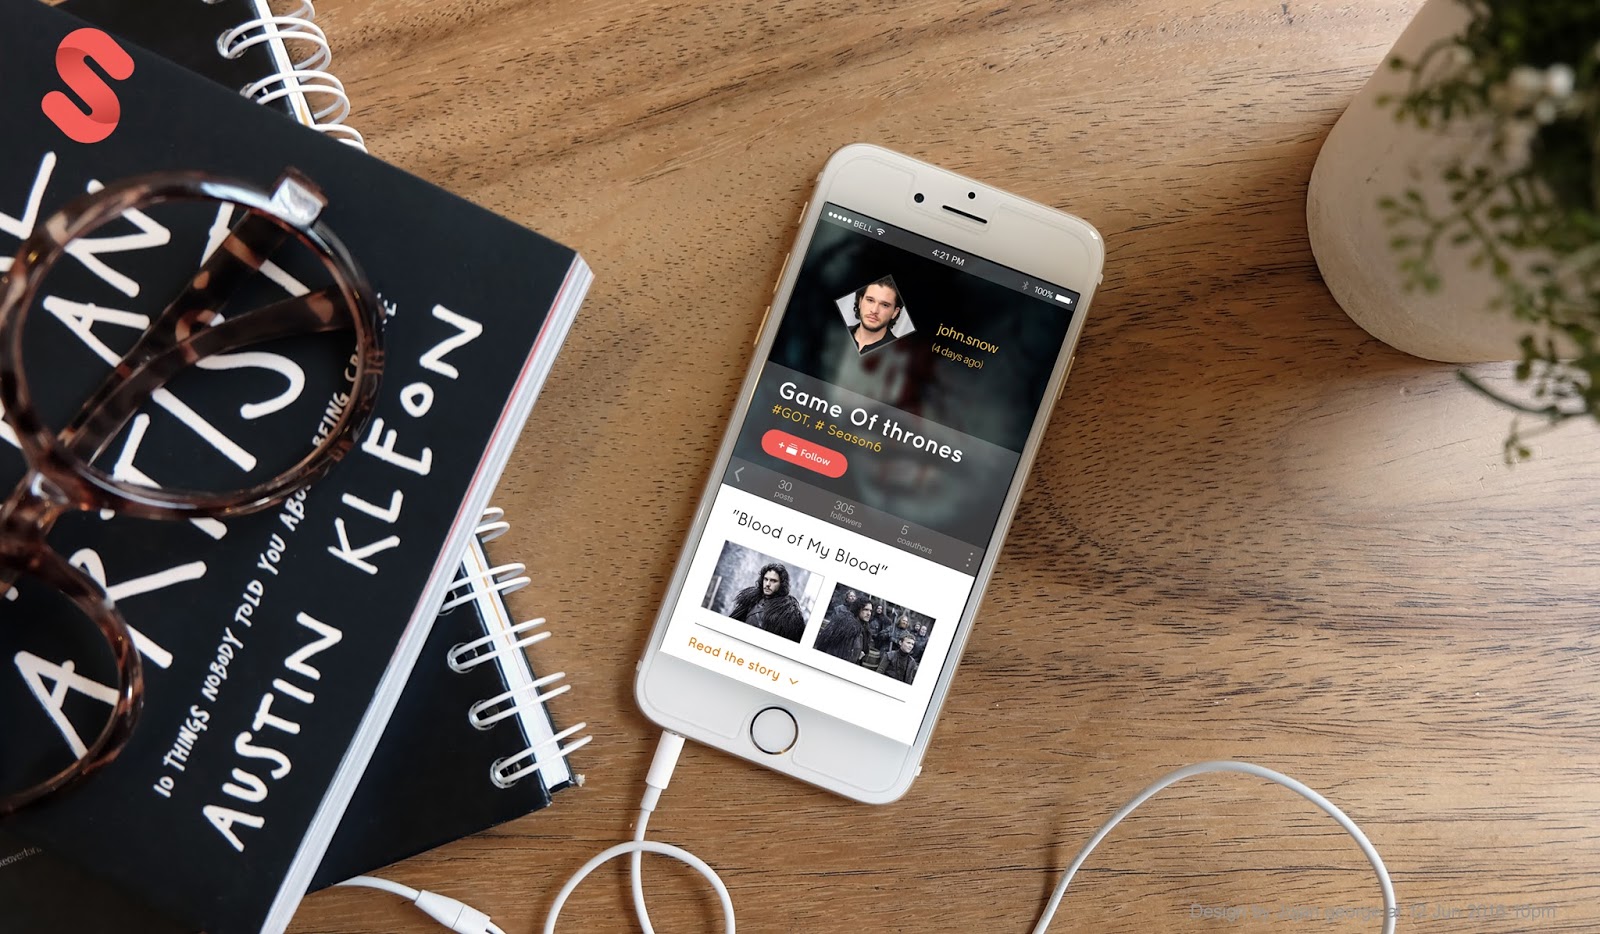 BELL
4:21 PM
100%
john.snow
(4 days ago)
Game Of thrones
#GOT, # Season6
+ Follow
30
posts
305
followers
5
coauthors
"Blood of My Blood"
Read the story
ARTIST
10 THINGS NOBODY TOLD YOU ABOUT BEING CRE
AUSTIN KLEON
Design by